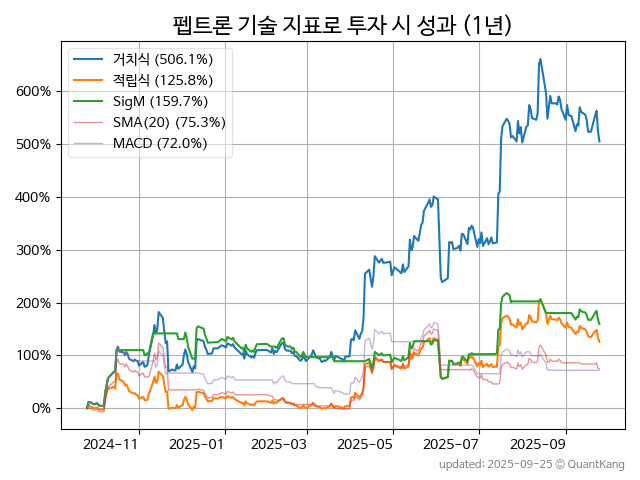 펩트론 기술 지표로 투자 시 성과 (1년)
거치식 (506.1%)
적립식 (125.8%)
SigM (159.7%)
SMA(20) (75.3%)
MACD (72.0%)
600%
500%
400%
300%
200%
100%
0%
2024-11 2025-01 2025-03 2025-05 2025-07 2025-09
updated: 2025-09-25 © QuantKang